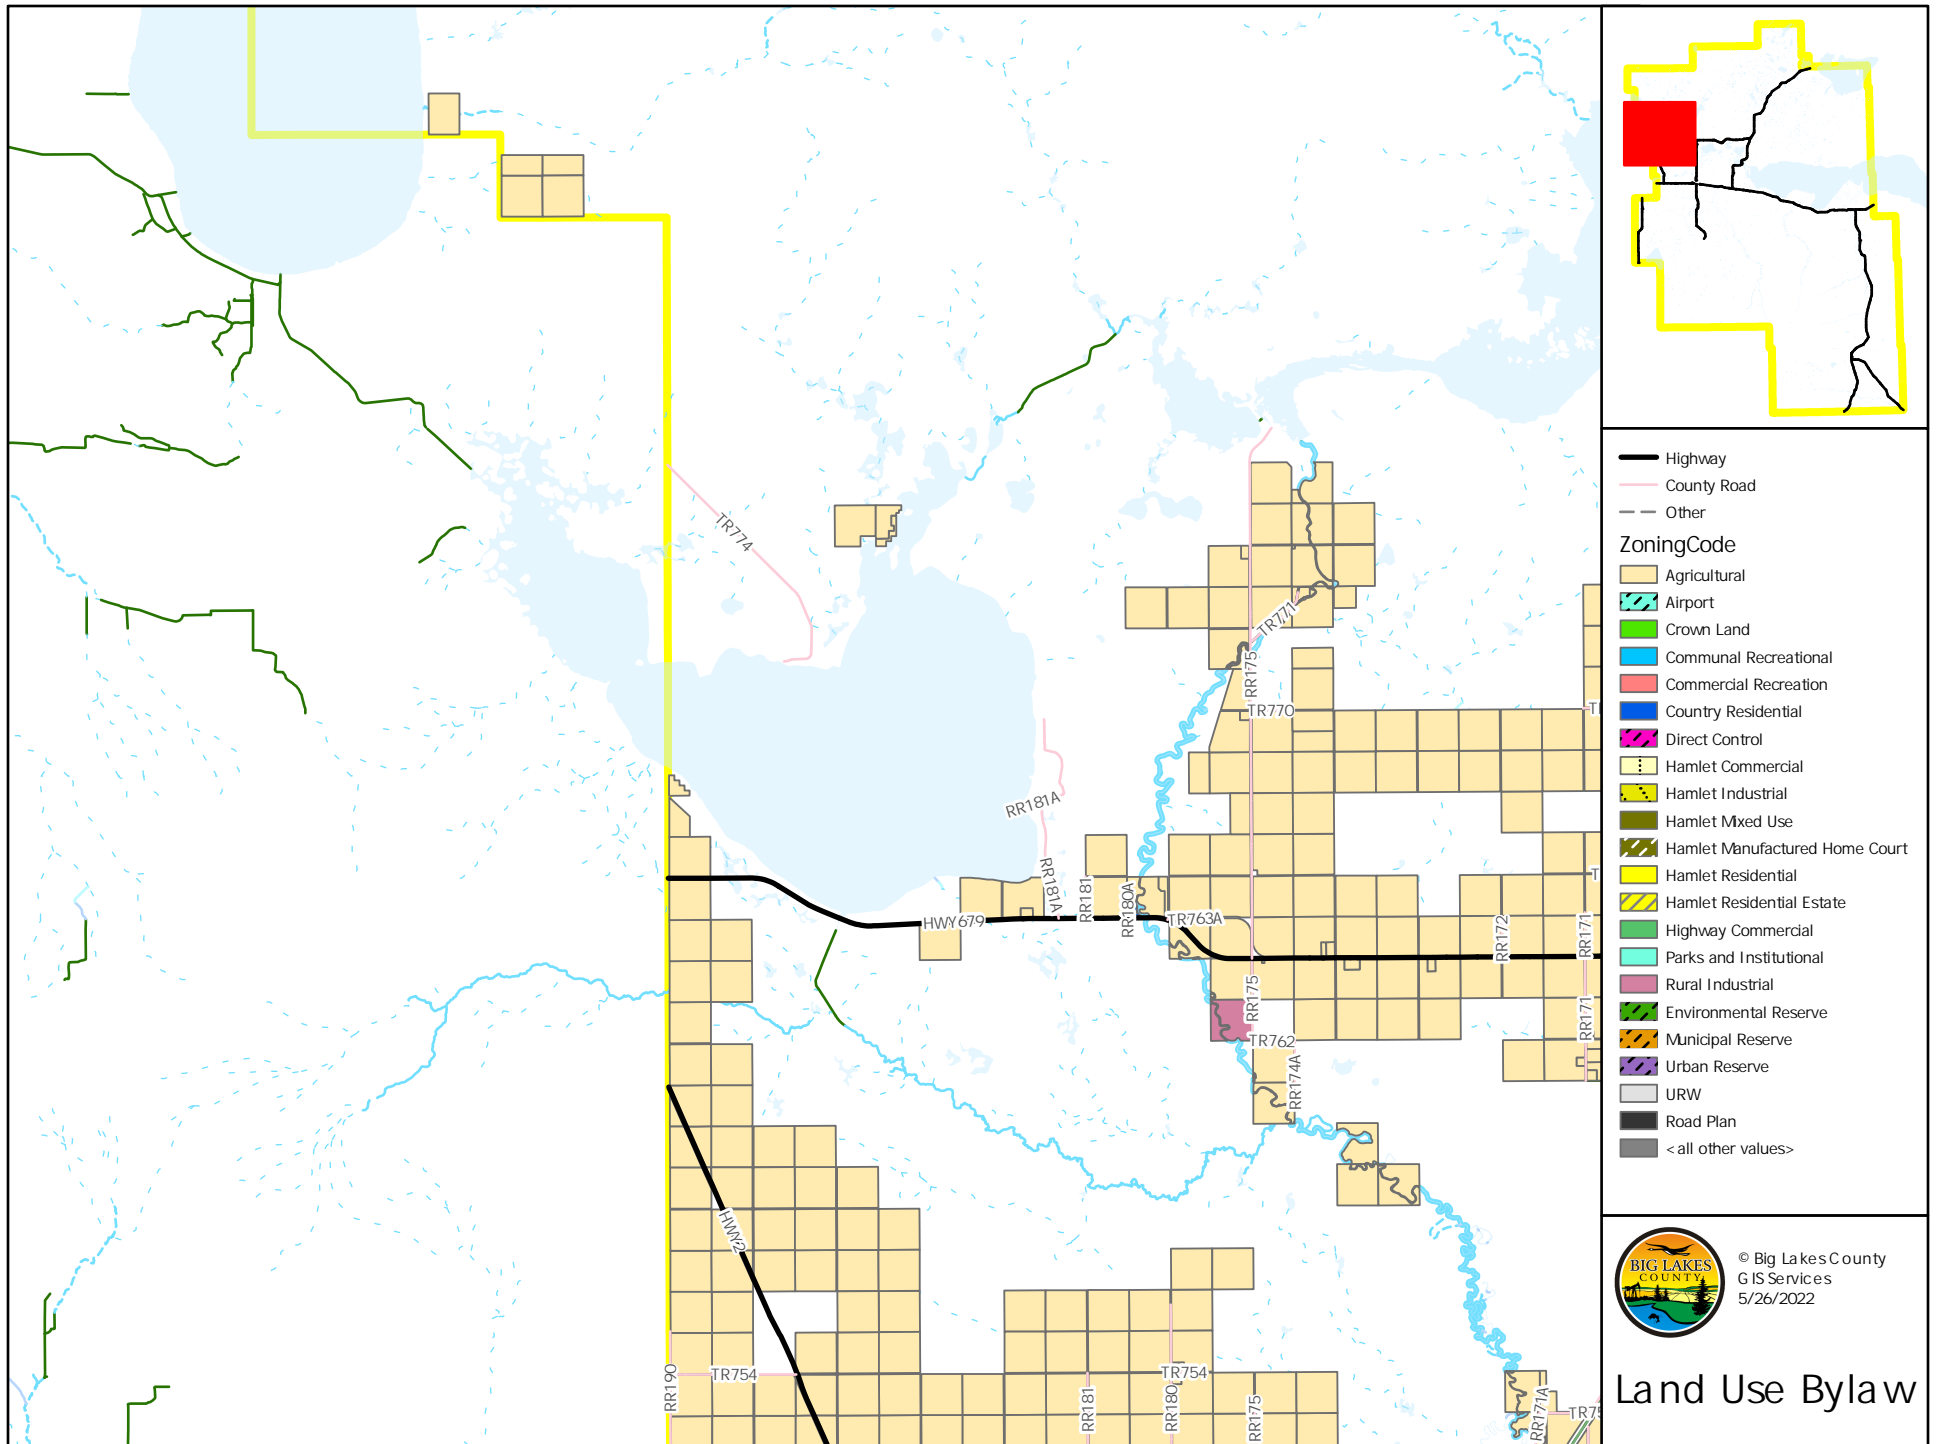 TR774
TR771
RR175
TR770
RR181A
RR181A
RR181
RR180A
HWY 679
TR763A
RR172
RR171
RR175
RR171
TR762
RR174A
HWY 2
RR190
TR754
TR754
RR181
RR180
RR175
RR171A
Highway
County Road
Other
ZoningCode
Agricultural
Airport
Crown Land
Communal Recreational
Commercial Recreation
Country Residential
Direct Control
Hamlet Commercial
Hamlet Industrial
Hamlet Mixed Use
Hamlet Manufactured Home Court
Hamlet Residential
Hamlet Residential Estate
Highway Commercial
Parks and Institutional
Rural Industrial
Environmental Reserve
Municipal Reserve
Urban Reserve
URW
Road Plan
<all other values>
BIG LAKES
COUNTY
© Big Lakes County
GIS Services
5/26/2022
Land Use Bylaw